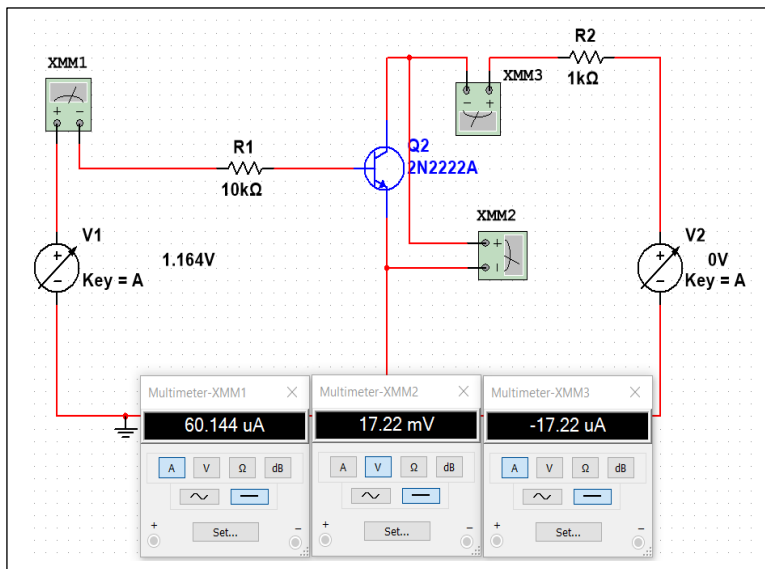 XMM1
+ -
R1
10kΩ
Q2
2N2222A
- +
XMM3
R2
1kΩ
XMM2
+
-
V1
+
-
Key = A
1.164V
V2
+
-
0V
Key = A
Multimeter-XMM1
60.144 uA
A V Ω dB
+ -
Set...
Multimeter-XMM2
17.22 mV
A V Ω dB
+ -
Set...
Multimeter-XMM3
-17.22 uA
A V Ω dB
+ -
Set...